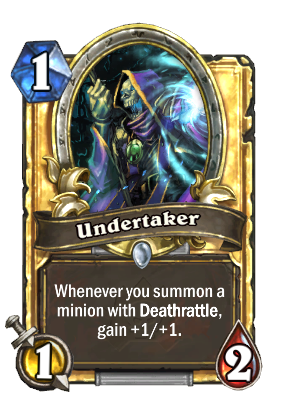 1
Undertaker
Whenever you summon a
minion with Deathrattle,
gain +1/+1.
1
2